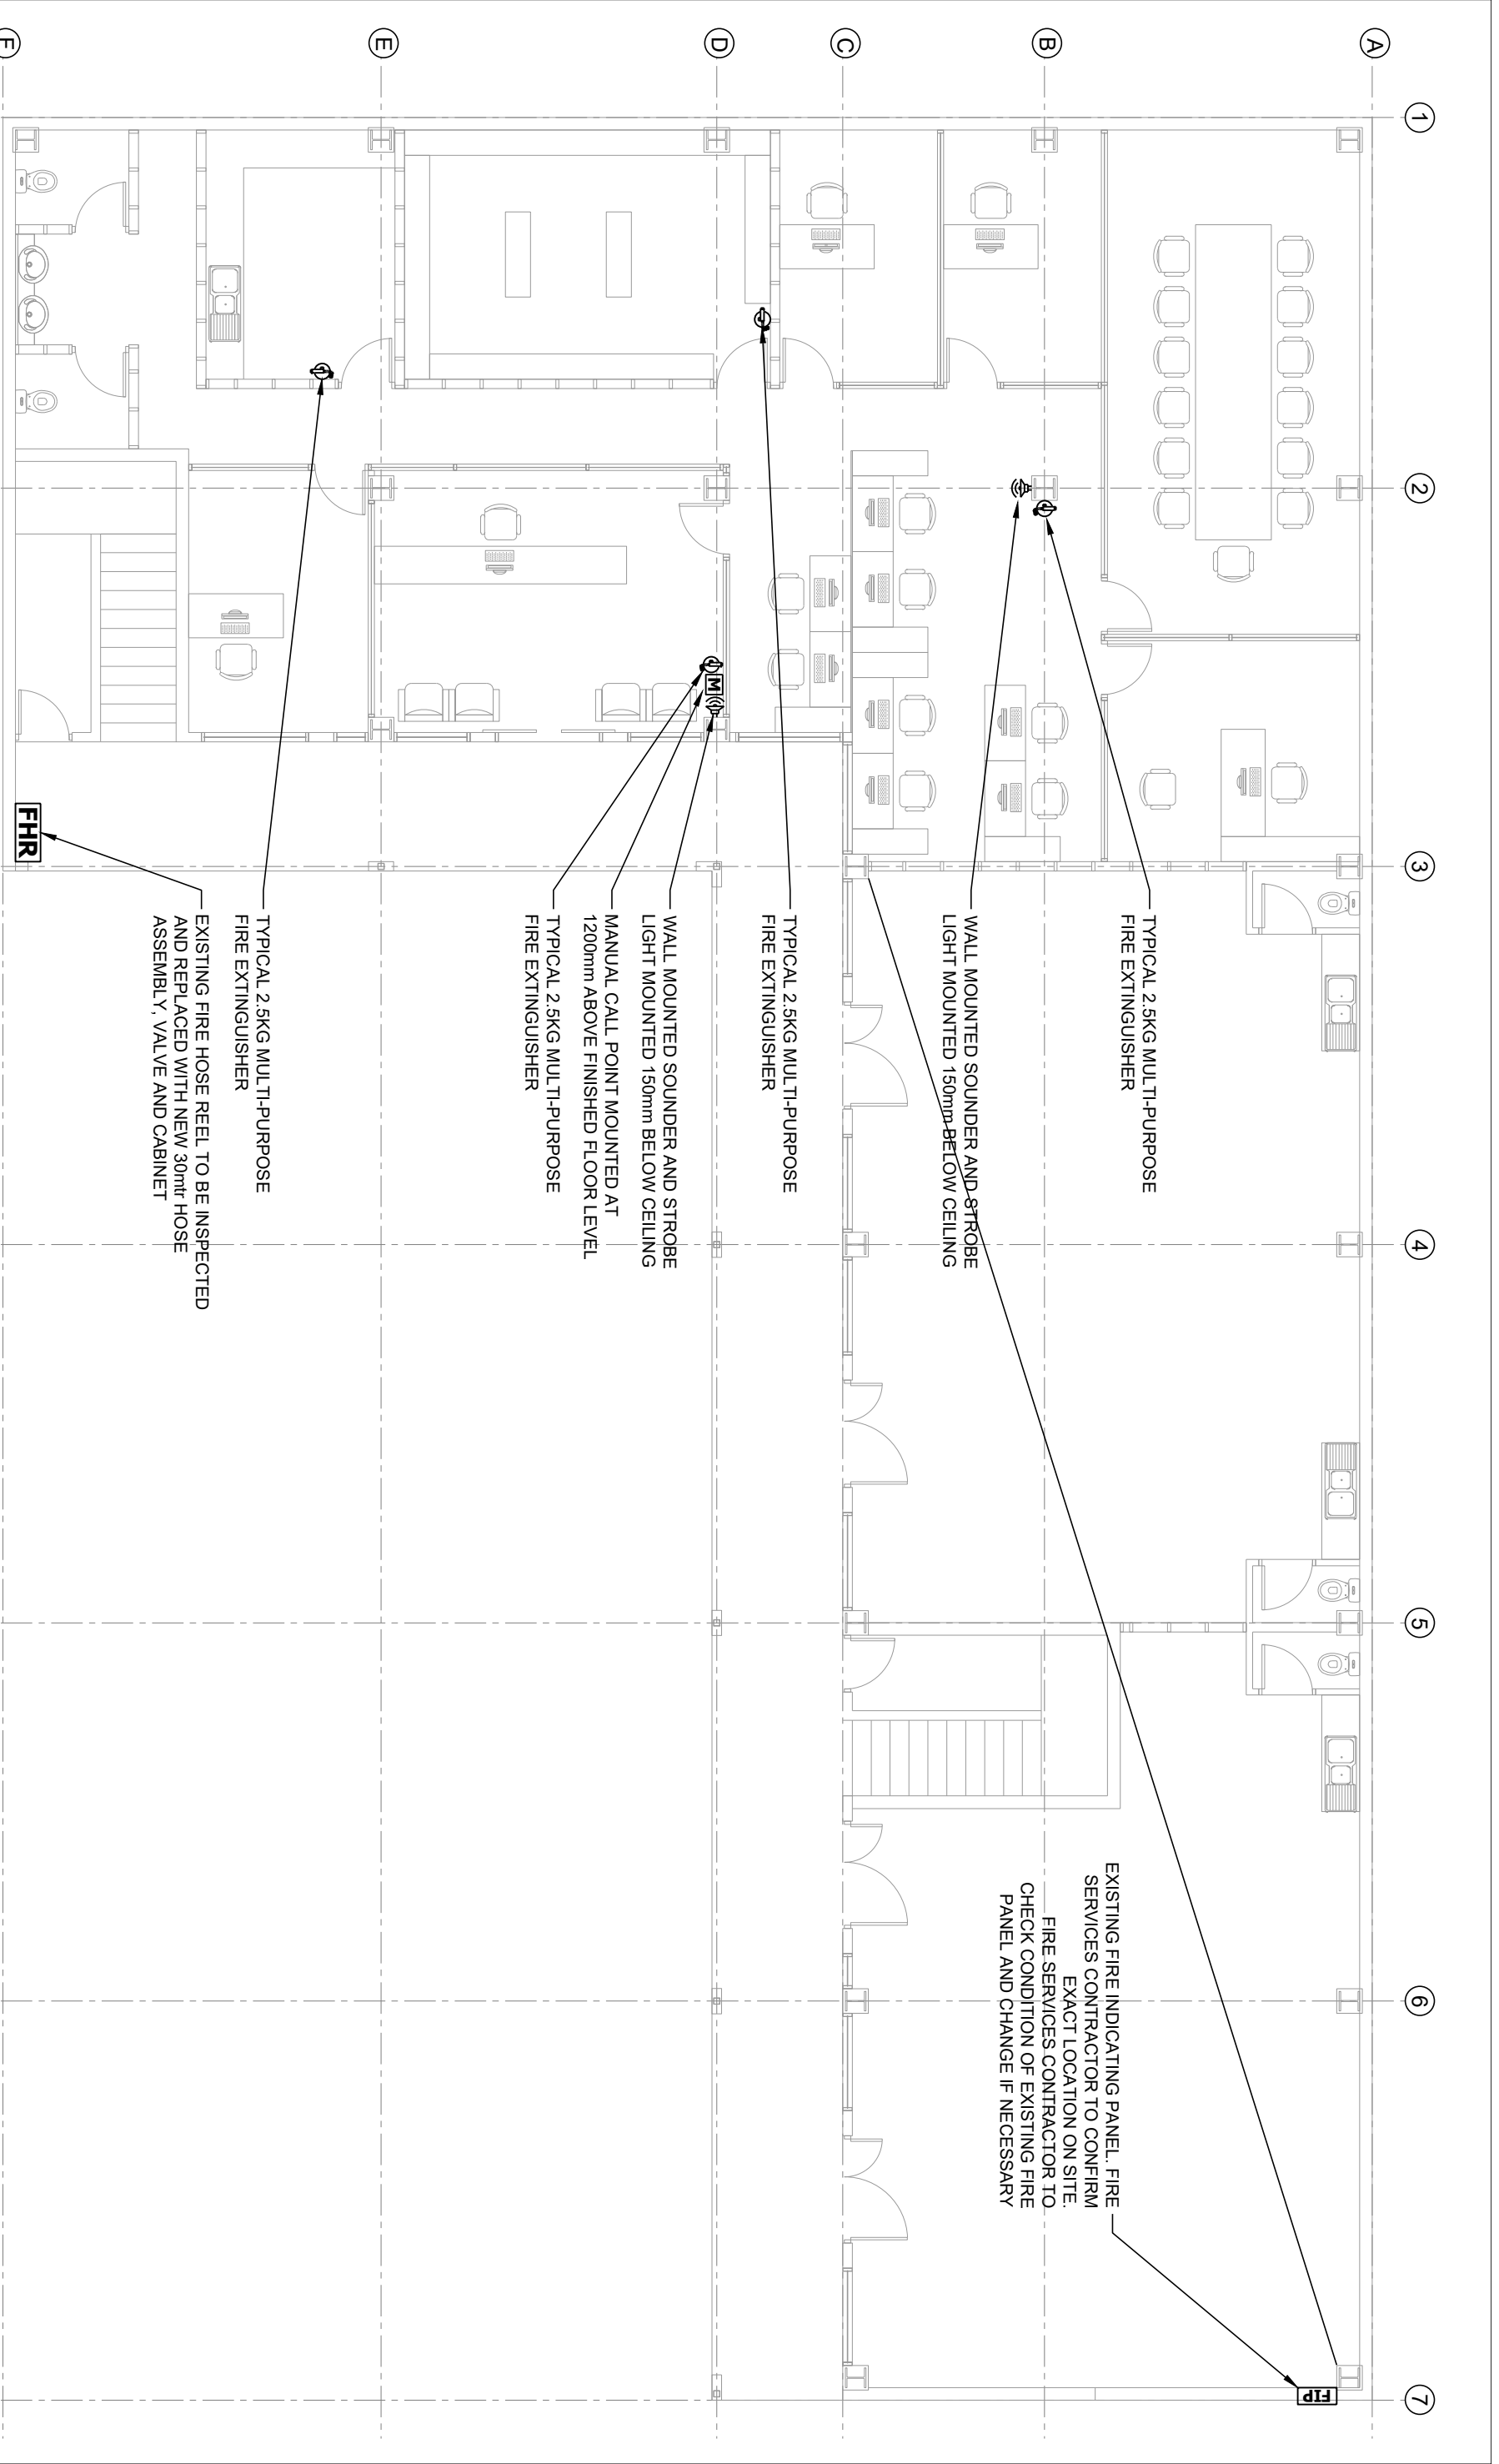 A
B
C
D
E
F
1
2
3
4
5
6
7
TYPICAL 2.5KG MULTI-PURPOSE
FIRE EXTINGUISHER
WALL MOUNTED SOUNDER AND STROBE
LIGHT MOUNTED 150mm BELOW CEILING
TYPICAL 2.5KG MULTI-PURPOSE
FIRE EXTINGUISHER
WALL MOUNTED SOUNDER AND STROBE
LIGHT MOUNTED 150mm BELOW CEILING
MANUAL CALL POINT MOUNTED AT
1200mm ABOVE FINISHED FLOOR LEVEL
TYPICAL 2.5KG MULTI-PURPOSE
FIRE EXTINGUISHER
TYPICAL 2.5KG MULTI-PURPOSE
FIRE EXTINGUISHER
EXISTING FIRE HOSE REEL TO BE INSPECTED
AND REPLACED WITH NEW 30mtr HOSE
ASSEMBLY, VALVE AND CABINET
EXISTING FIRE INDICATING PANEL. FIRE
SERVICES CONTRACTOR TO CONFIRM
EXACT LOCATION ON SITE.
FIRE SERVICES CONTRACTOR TO
CHECK CONDITION OF EXISTING FIRE
PANEL AND CHANGE IF NECESSARY
M
FHR
FIP